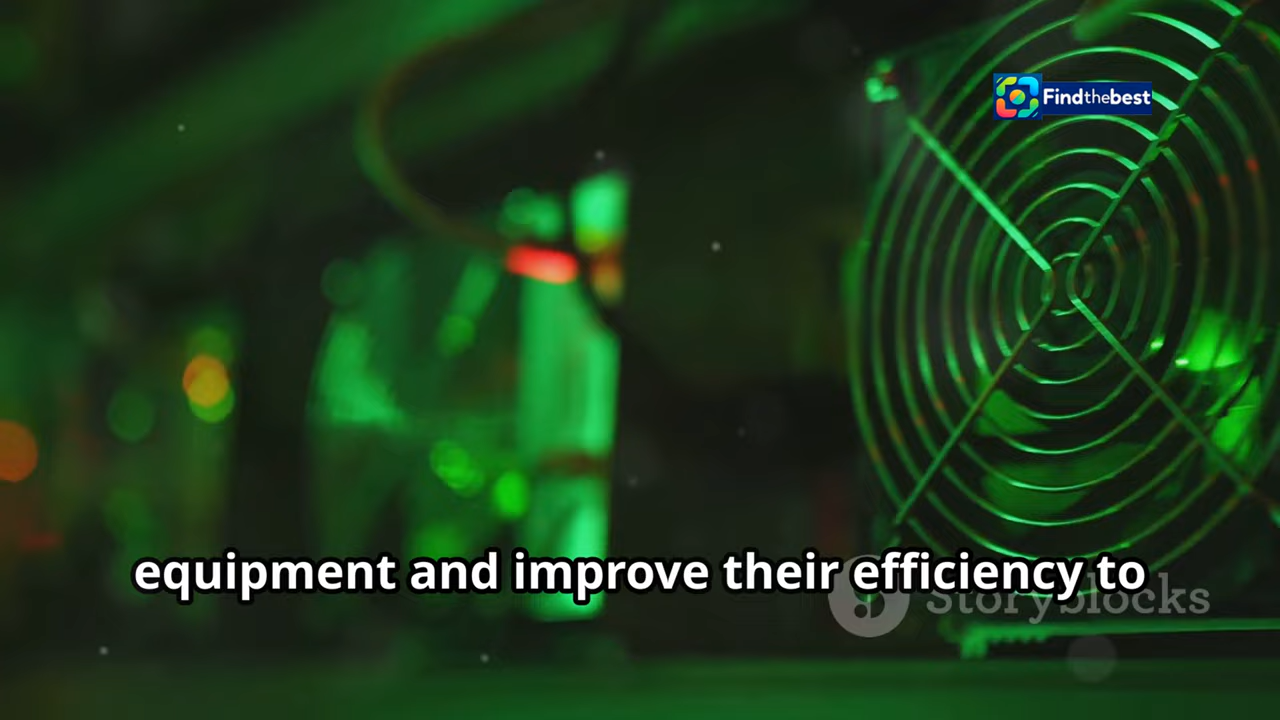 Findthebest
equipment and improve their efficiency to
Storyblocks